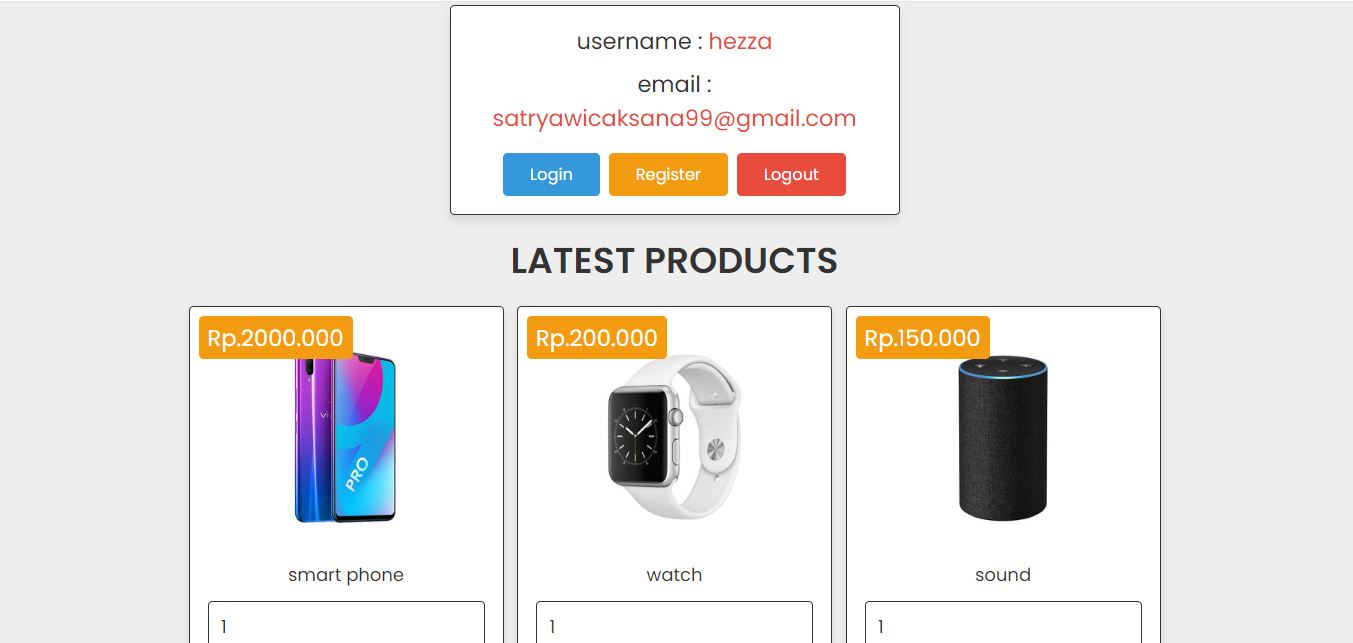 username : hezza
email :
satryawicaksana99@gmail.com
Login Register Logout
LATEST PRODUCTS
Rp.2000.000 Rp.200.000 Rp.150.000
PRO
smart phone watch sound
1 1 1